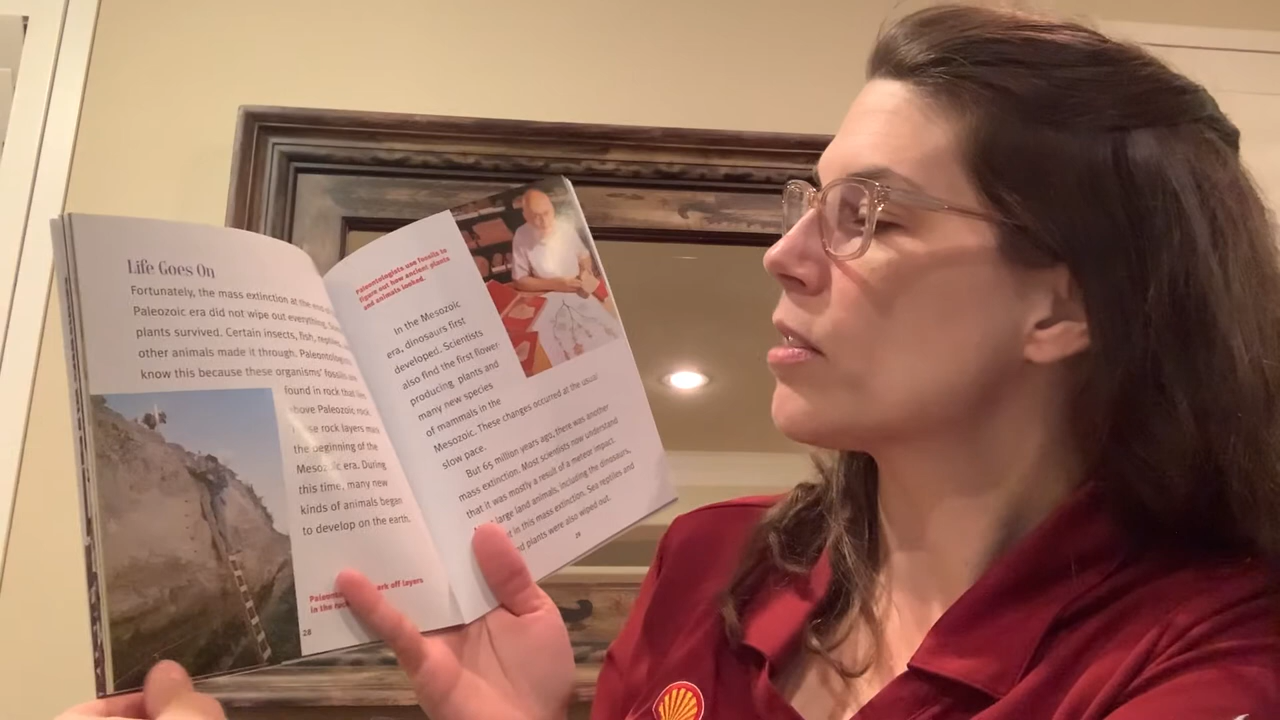 Life Goes On
Fortunately, the mass extinction at the end
Paleozoic era did not wipe out everything.
plants survived. Certain insects, fish, reptiles,
other animals made it through. Paleontologists
know this because these organisms' fossils are
found in rock that lies
above Paleozoic rock.
rock layers mark
the beginning of the
Mesozoic era. During
this time, many new
kinds of animals began
to develop on the earth.
off layers
in the
28
Paleontologists use fossils to
figure out how ancient plants
and animals looked.
In the Mesozoic
era, dinosaurs first
developed. Scientists
also find the first flower-
producing plants and
many new species
of mammals in the
Mesozoic. These changes occurred at the usual
slow pace.
But 65 million years ago, there was another
mass extinction. Most scientists now understand
that it was mostly a result of a meteor impact.
large land animals, including the dinosaurs,
in this mass extinction. Sea reptiles and
plants were also wiped out.